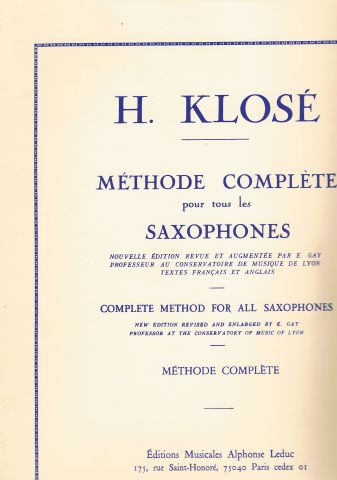 H. KLOSÉ
MÉTHODE COMPLÈTE
pour tous les
SAXOPHONES
NOUVELLE ÉDITION REVUE ET AUGMENTÉE PAR E. GAY
PROFESSEUR AU CONSERVATOIRE DE MUSIQUE DE LYON
TEXTES FRANÇAIS ET ANGLAIS
COMPLETE METHOD FOR ALL SAXOPHONES
NEW EDITION REVISED AND ENLARGED BY E. GAY
PROFESSOR AT THE CONSERVATORY OF MUSIC OF LYON
MÉTHODE COMPLÈTE
Éditions Musicales Alphonse Leduc
175, rue Saint-Honoré, 75040 Paris cedex 01